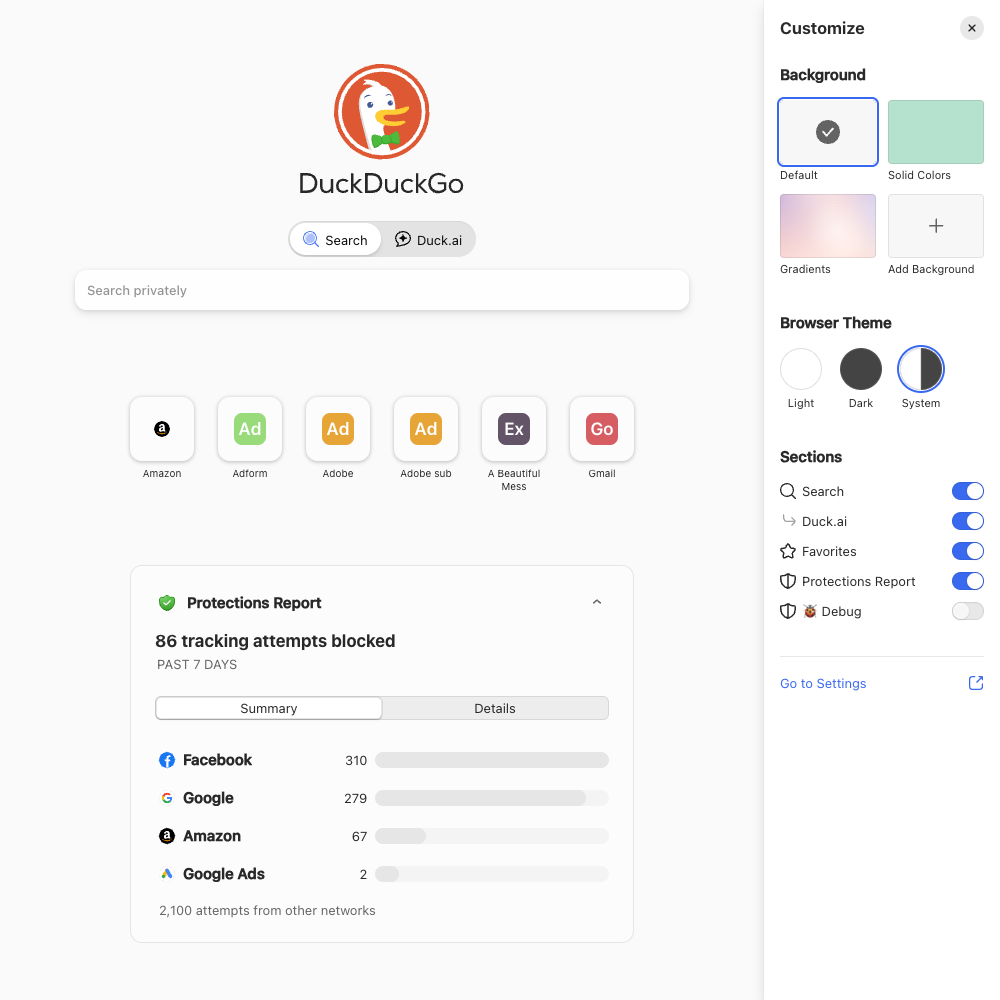 DuckDuckGo
Search
Duck.ai
Search privately
a
Amazon
Ad
Adform
Ad
Adobe
Ad
Adobe sub
Ex
A Beautiful
Mess
Go
Gmail
Protections Report
86 tracking attempts blocked
PAST 7 DAYS
Summary
Details
Facebook 310
Google 279
a Amazon 67
Google Ads 2
2,100 attempts from other networks
Customize
Background
Default
Solid Colors
Gradients
Add Background
Browser Theme
Light
Dark
System
Sections
Search
Duck.ai
Favorites
Protections Report
Debug
Go to Settings